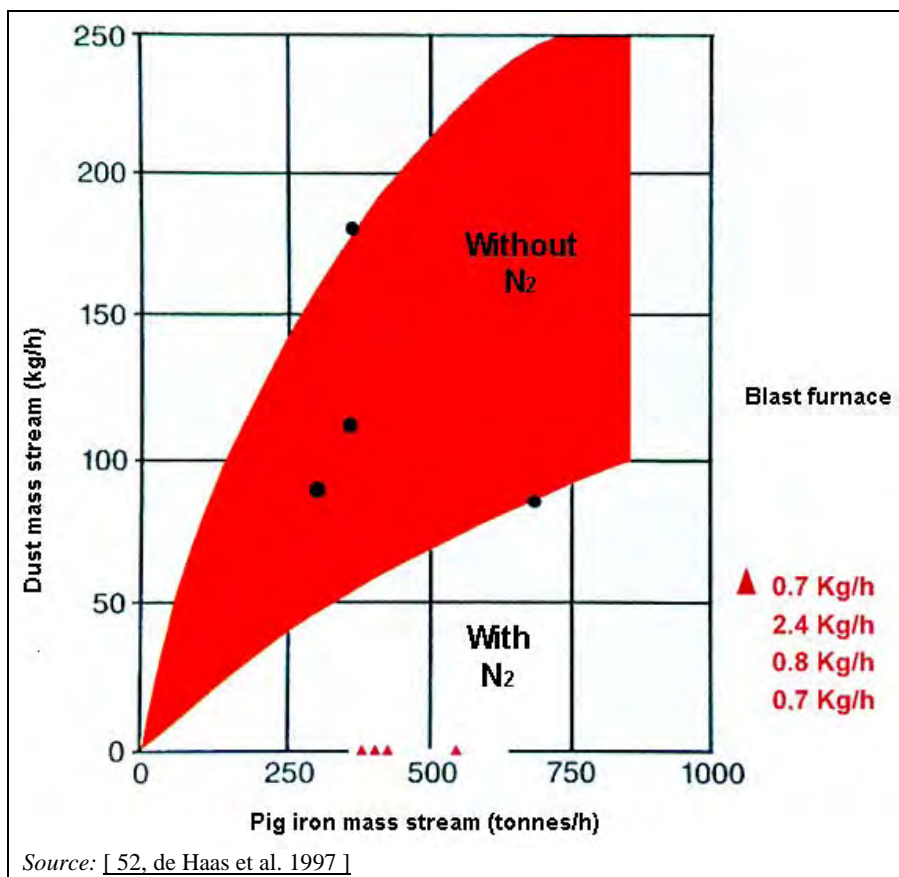 250
200
150
100
50
0
Dust mass stream (kg/h)
Without
N2
With
N2
Blast furnace
0.7 Kg/h
2.4 Kg/h
0.8 Kg/h
0.7 Kg/h
0
250
500
750
1000
Pig iron mass stream (tonnes/h)
Source: [ 52, de Haas et al. 1997 ]